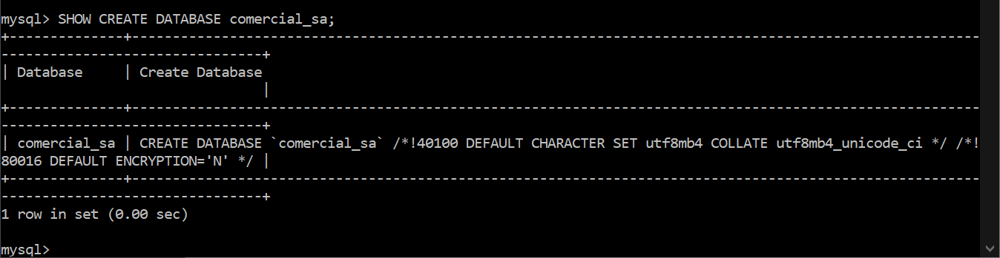 mysql> SHOW CREATE DATABASE comercial_sa;
+--------------+---------------------------------------------------------------------------------------------------------
--------------------------------+
| Database     | Create Database
                                |
+--------------+---------------------------------------------------------------------------------------------------------
--------------------------------+
| comercial_sa | CREATE DATABASE `comercial_sa` /*!40100 DEFAULT CHARACTER SET utf8mb4 COLLATE utf8mb4_unicode_ci */ /*!
80016 DEFAULT ENCRYPTION='N' */ |
+--------------+---------------------------------------------------------------------------------------------------------
--------------------------------+
1 row in set (0.00 sec)
mysql>